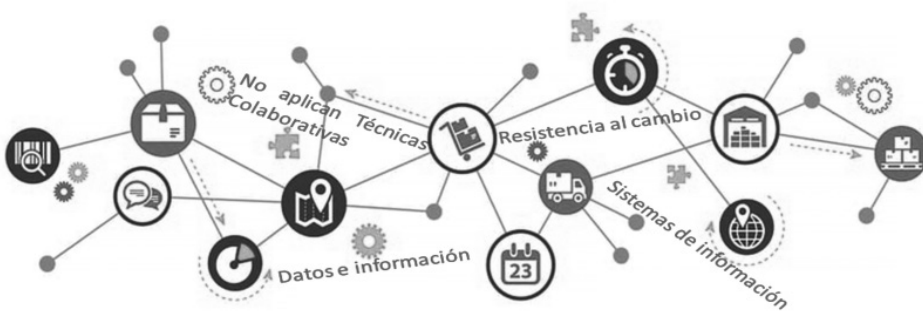 No aplican Técnicas
Colaborativas
Resistencia al cambio
Sistemas de información
Datos e información
23